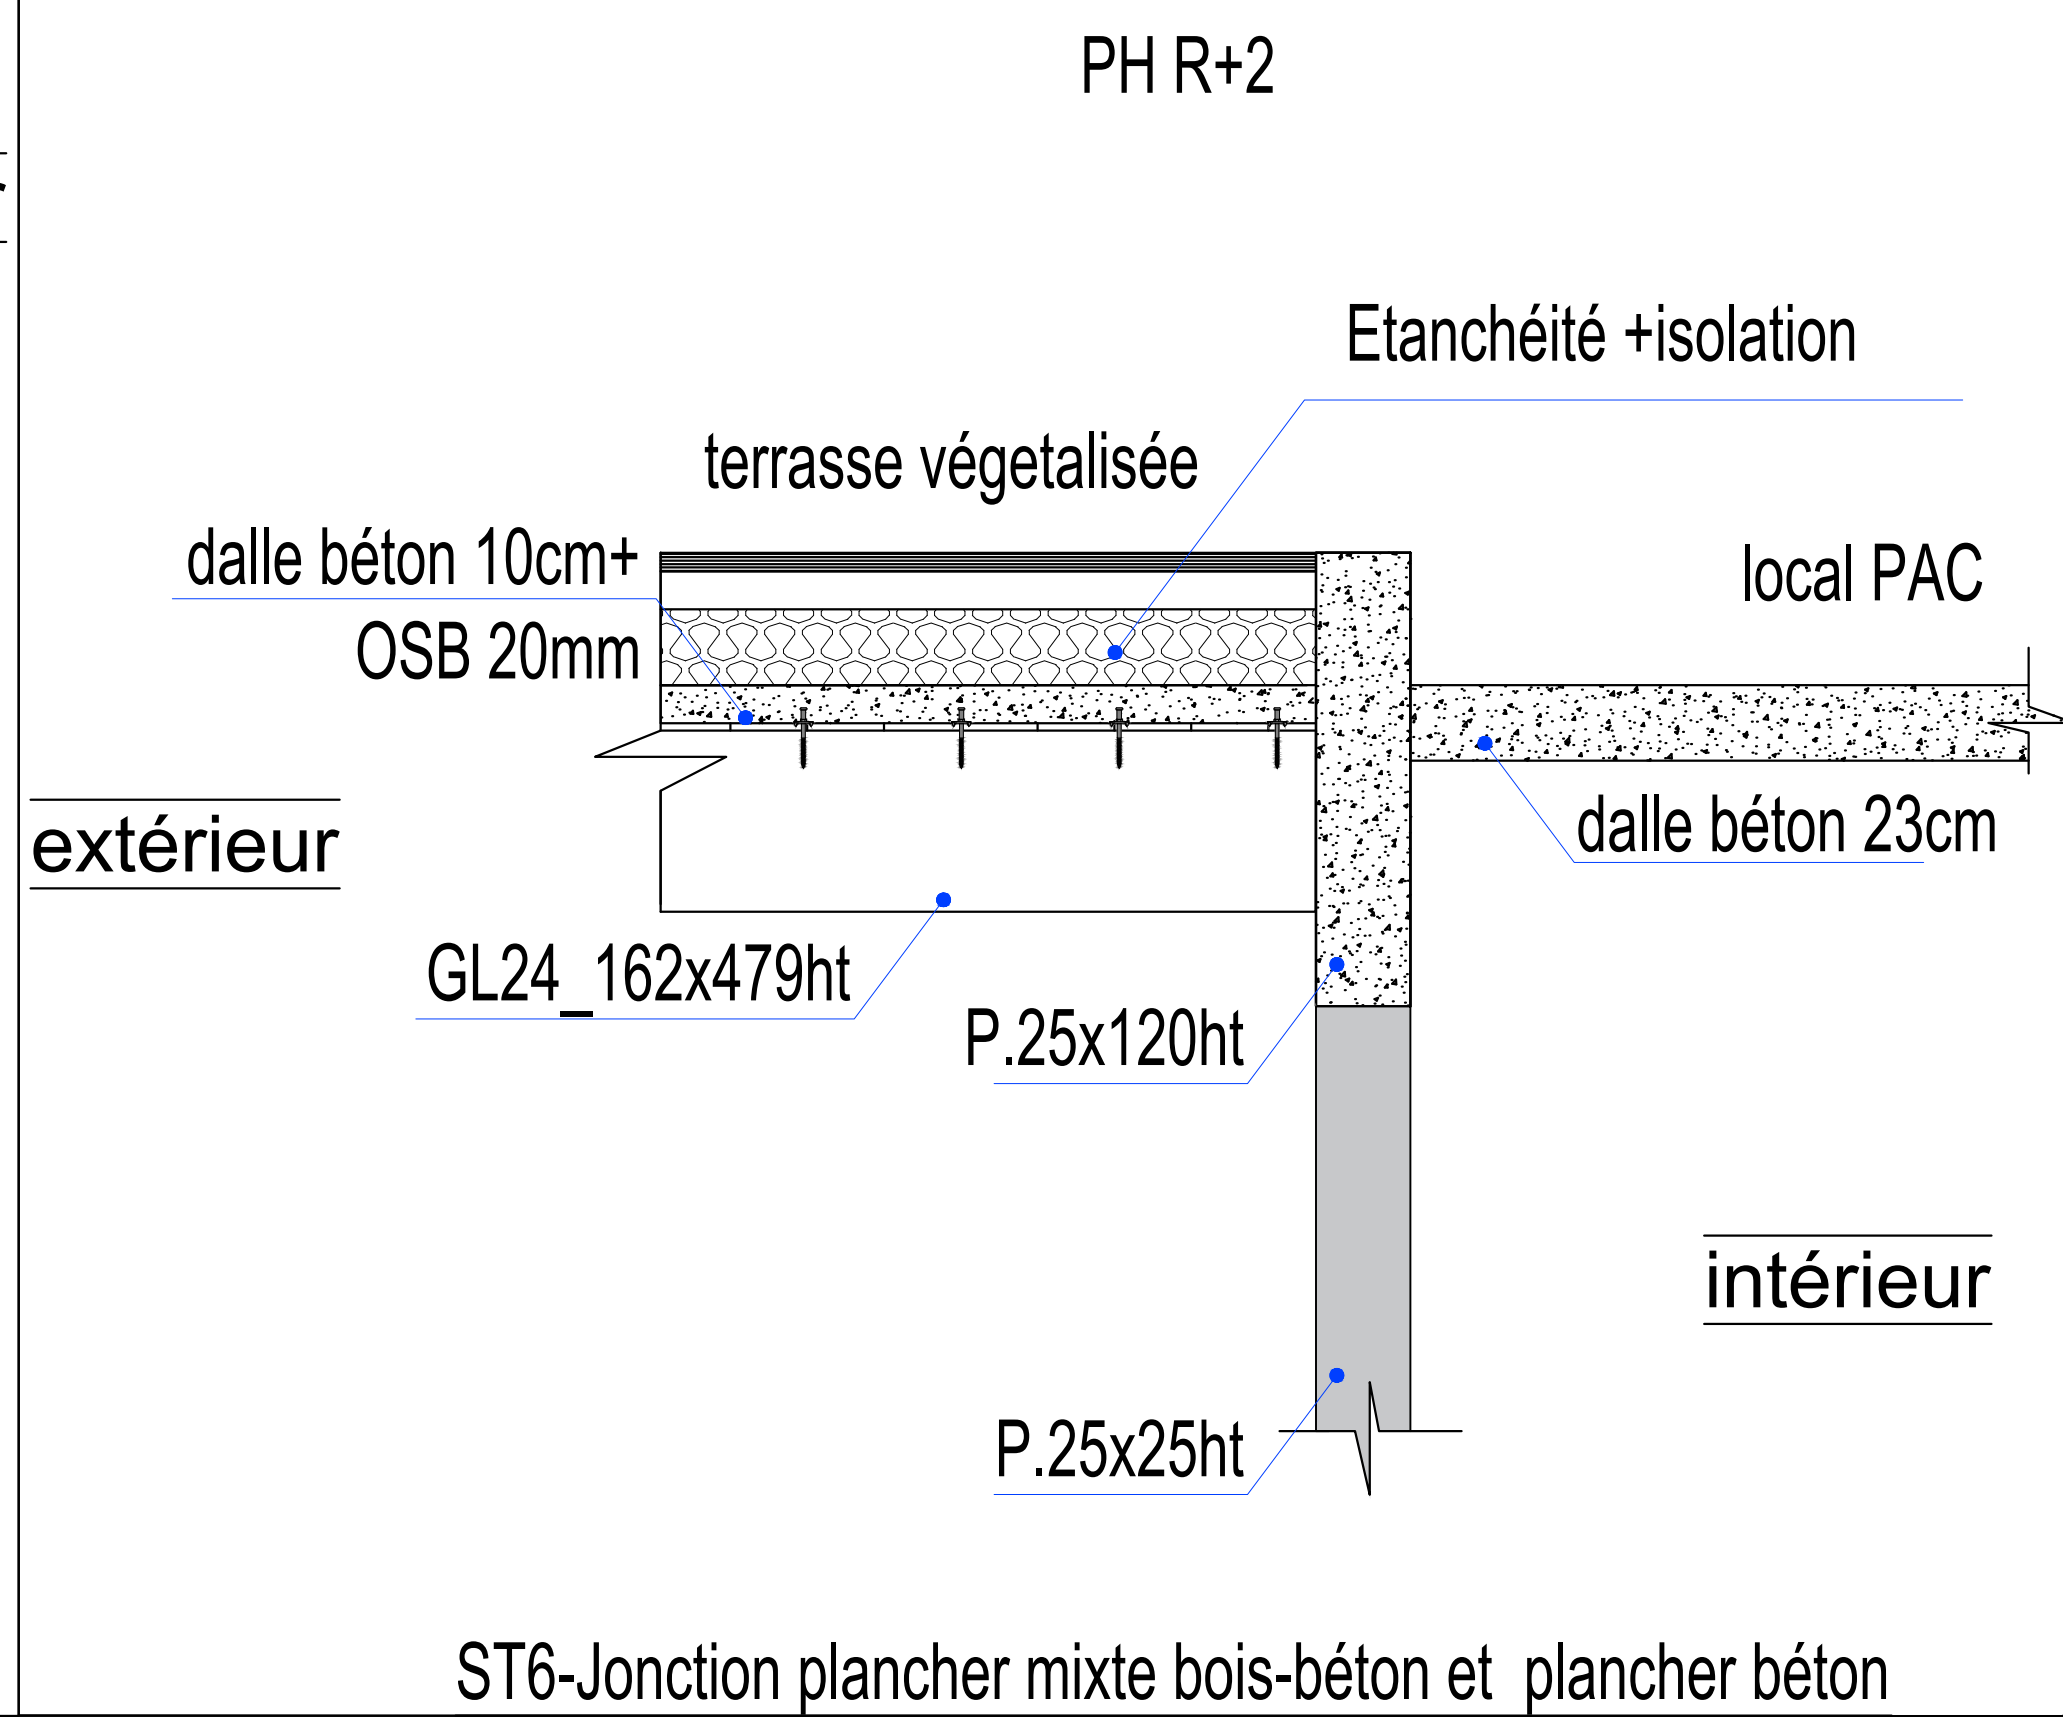 PH R+2
Etanchéité +isolation
terrasse végetalisée
dalle béton 10cm+
OSB 20mm
local PAC
dalle béton 23cm
extérieur
GL24_162x479ht
P.25x120ht
intérieur
P.25x25ht
ST6-Jonction plancher mixte bois-béton et  plancher béton